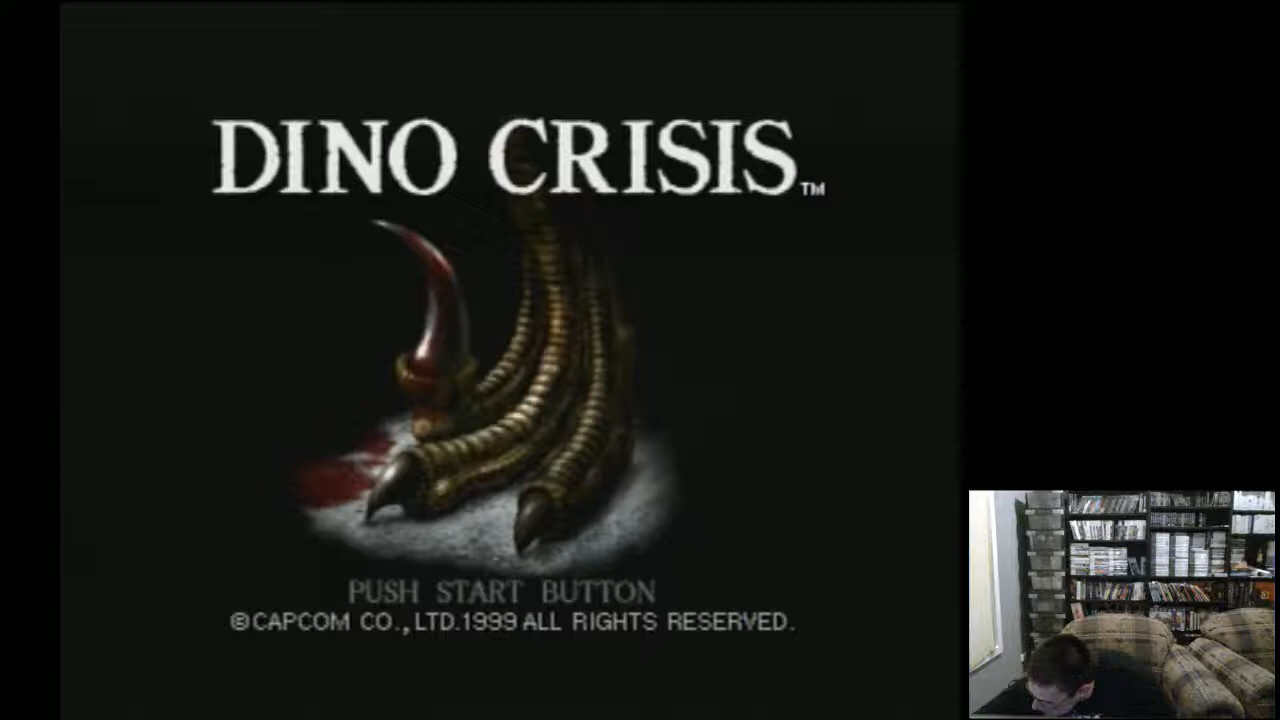 DINO CRISIS™
PUSH START BUTTON
©CAPCOM CO., LTD.1999 ALL RIGHTS RESERVED.